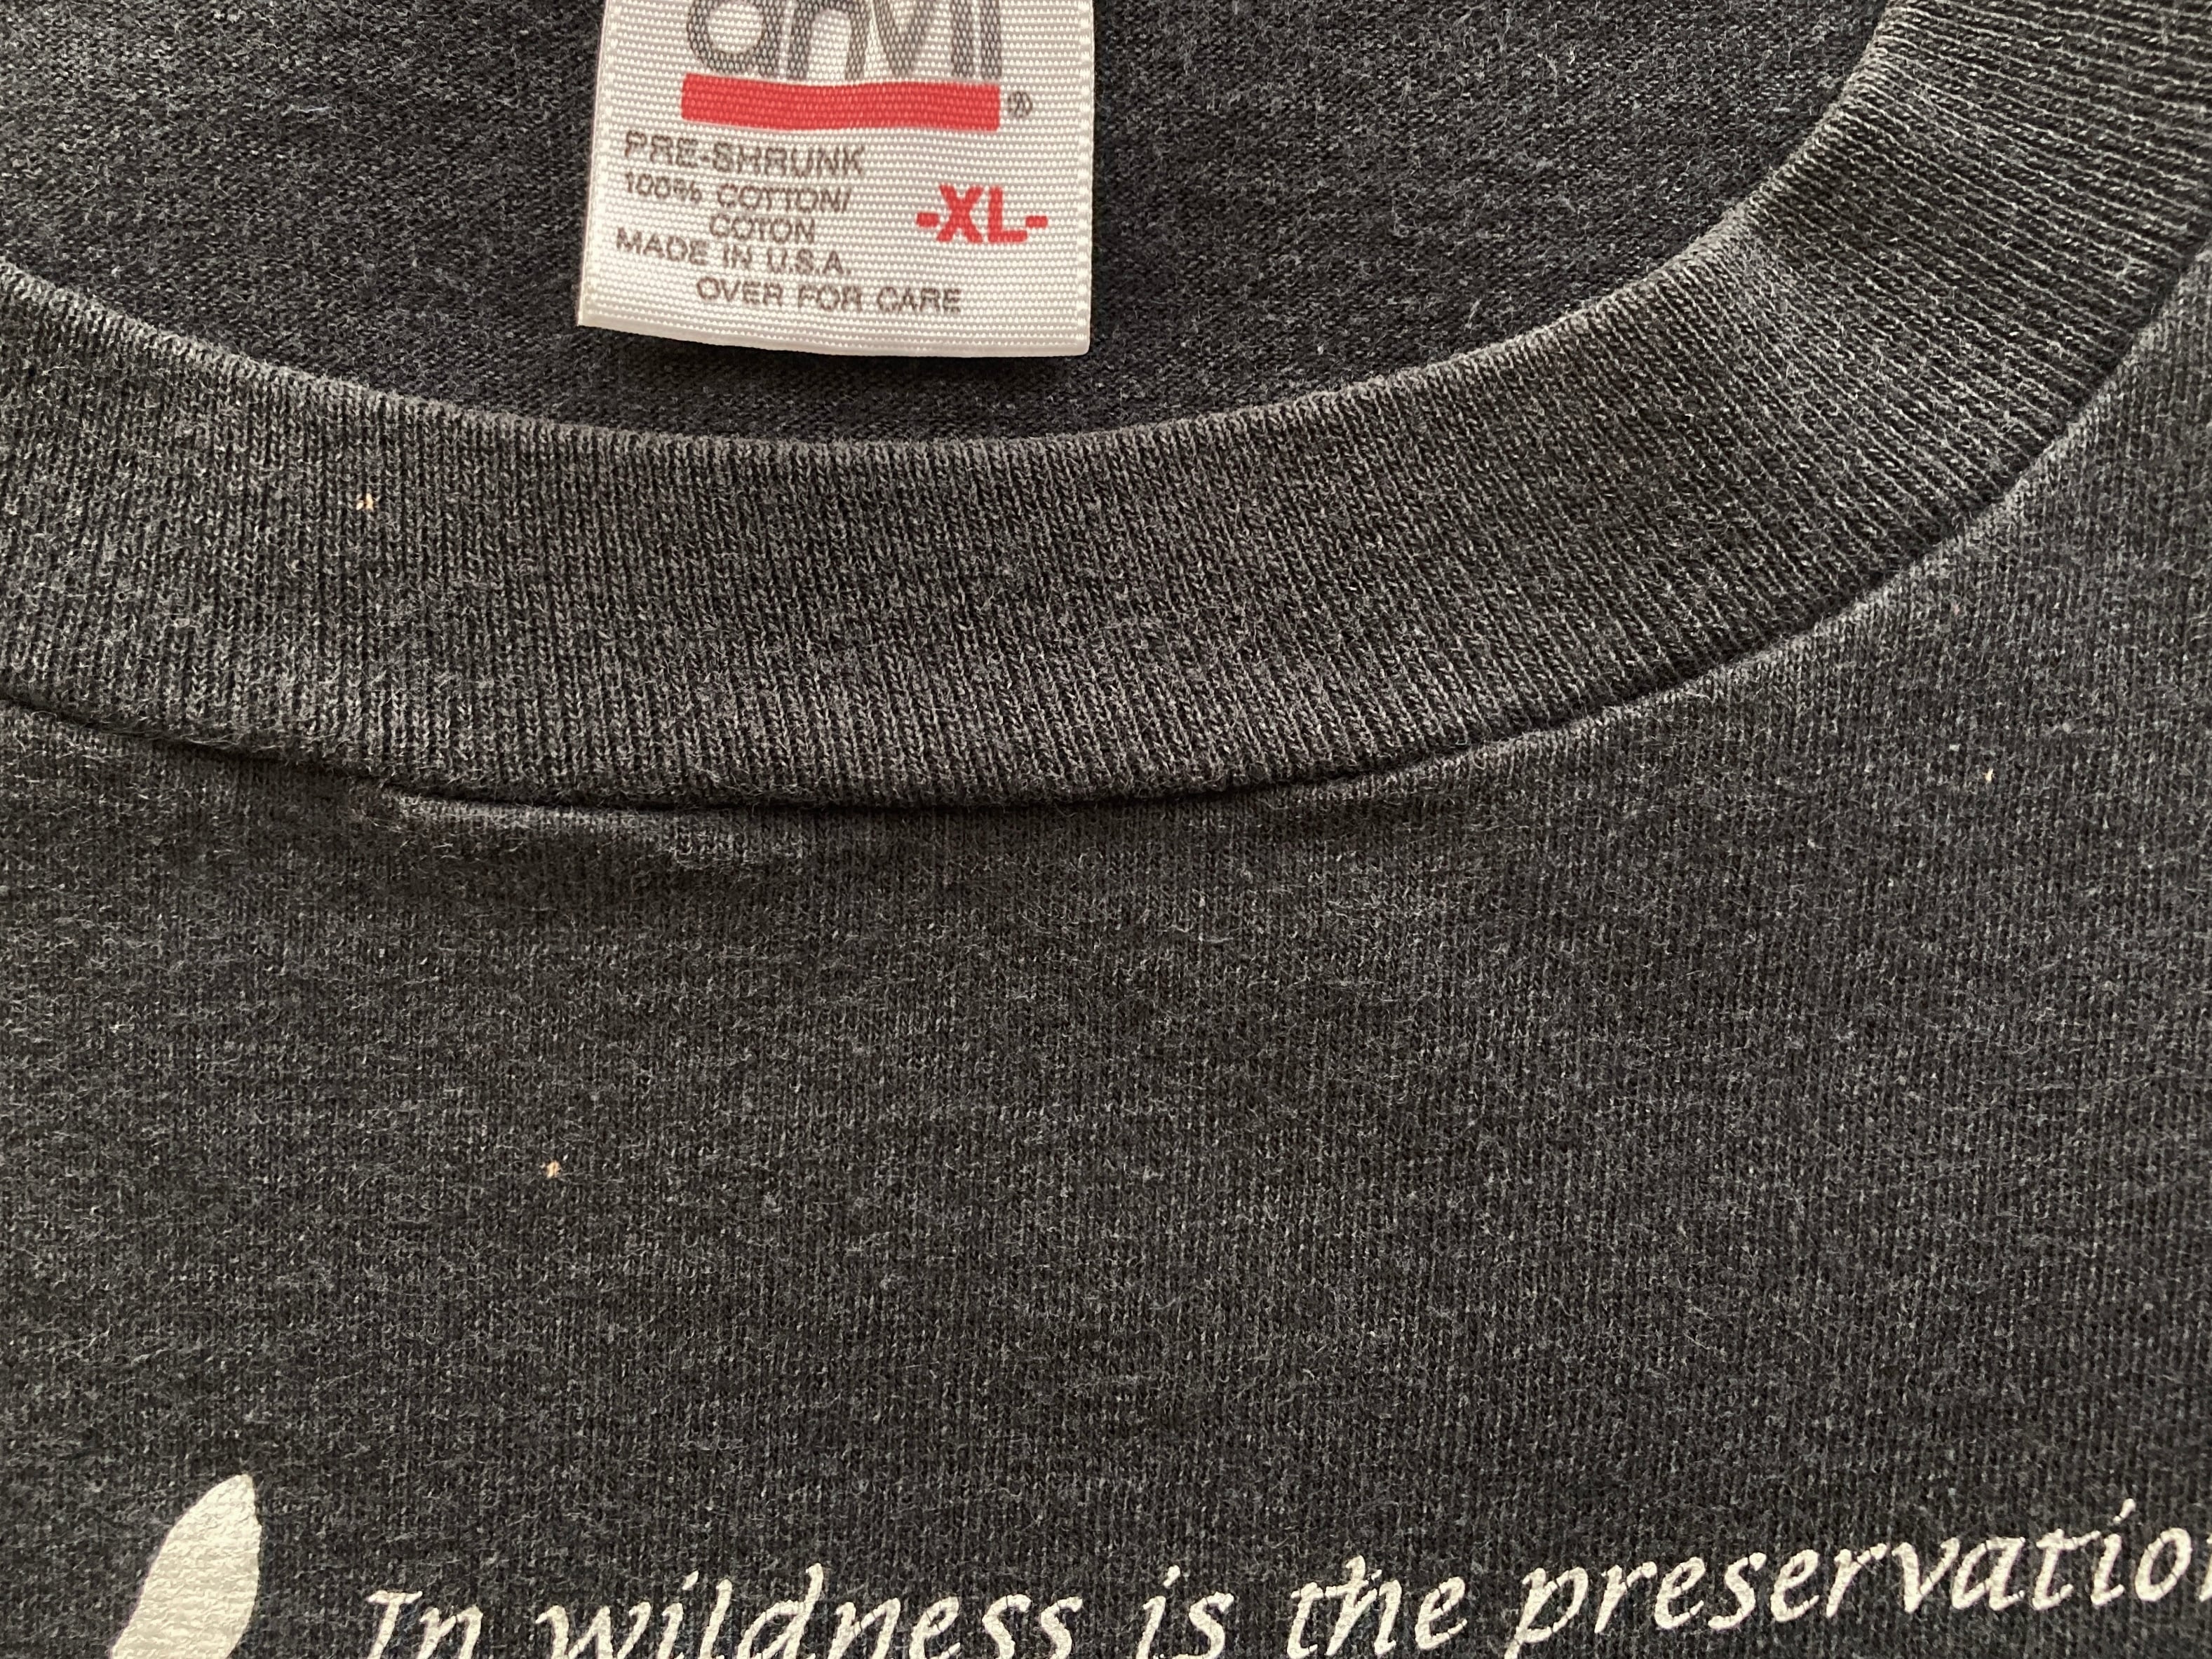 anvil®
PRE-SHRUNK
100% COTTON/
COTON
-XL-
MADE IN U.S.A.
OVER FOR CARE
In wildness is the preservatio